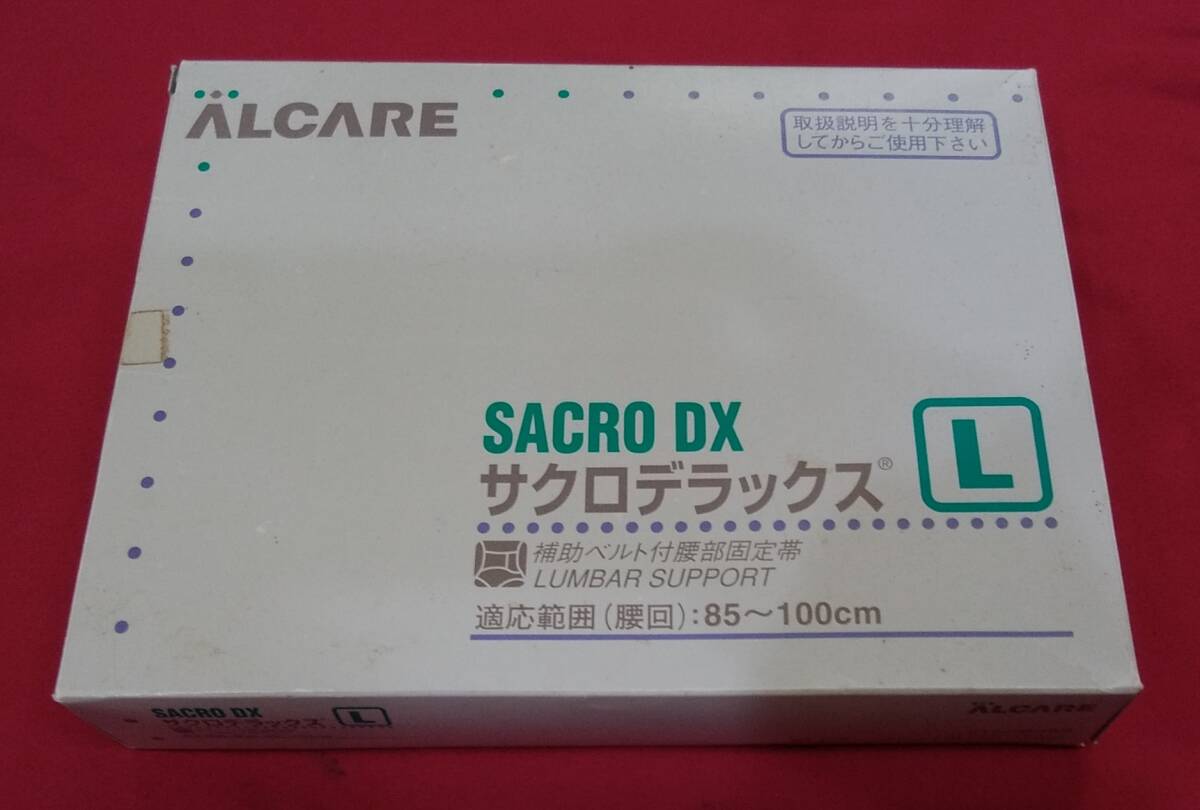 ÄLCARE
取扱説明を十分理解
してからご使用下さい
SACRO DX
サクロデラックス®
L
補助ベルト付腰部固定帯
LUMBAR SUPPORT
適応範囲(腰回):85〜100cm
SACRO DX
サクロデラックス
L
ÄLCARE